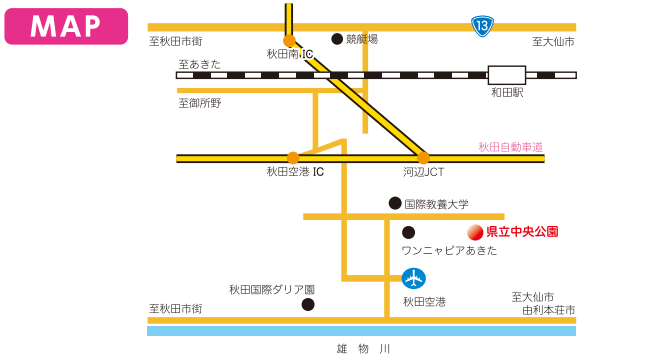 MAP
13
至秋田市街
競艇場
至大仙市
秋田南 IC
至あきた
和田駅
至御所野
秋田自動車道
秋田空港 IC
河辺JCT
国際教養大学
県立中央公園
ワンニャピアあきた
秋田国際ダリア園
秋田空港
至大仙市
由利本荘市
至秋田市街
雄物川